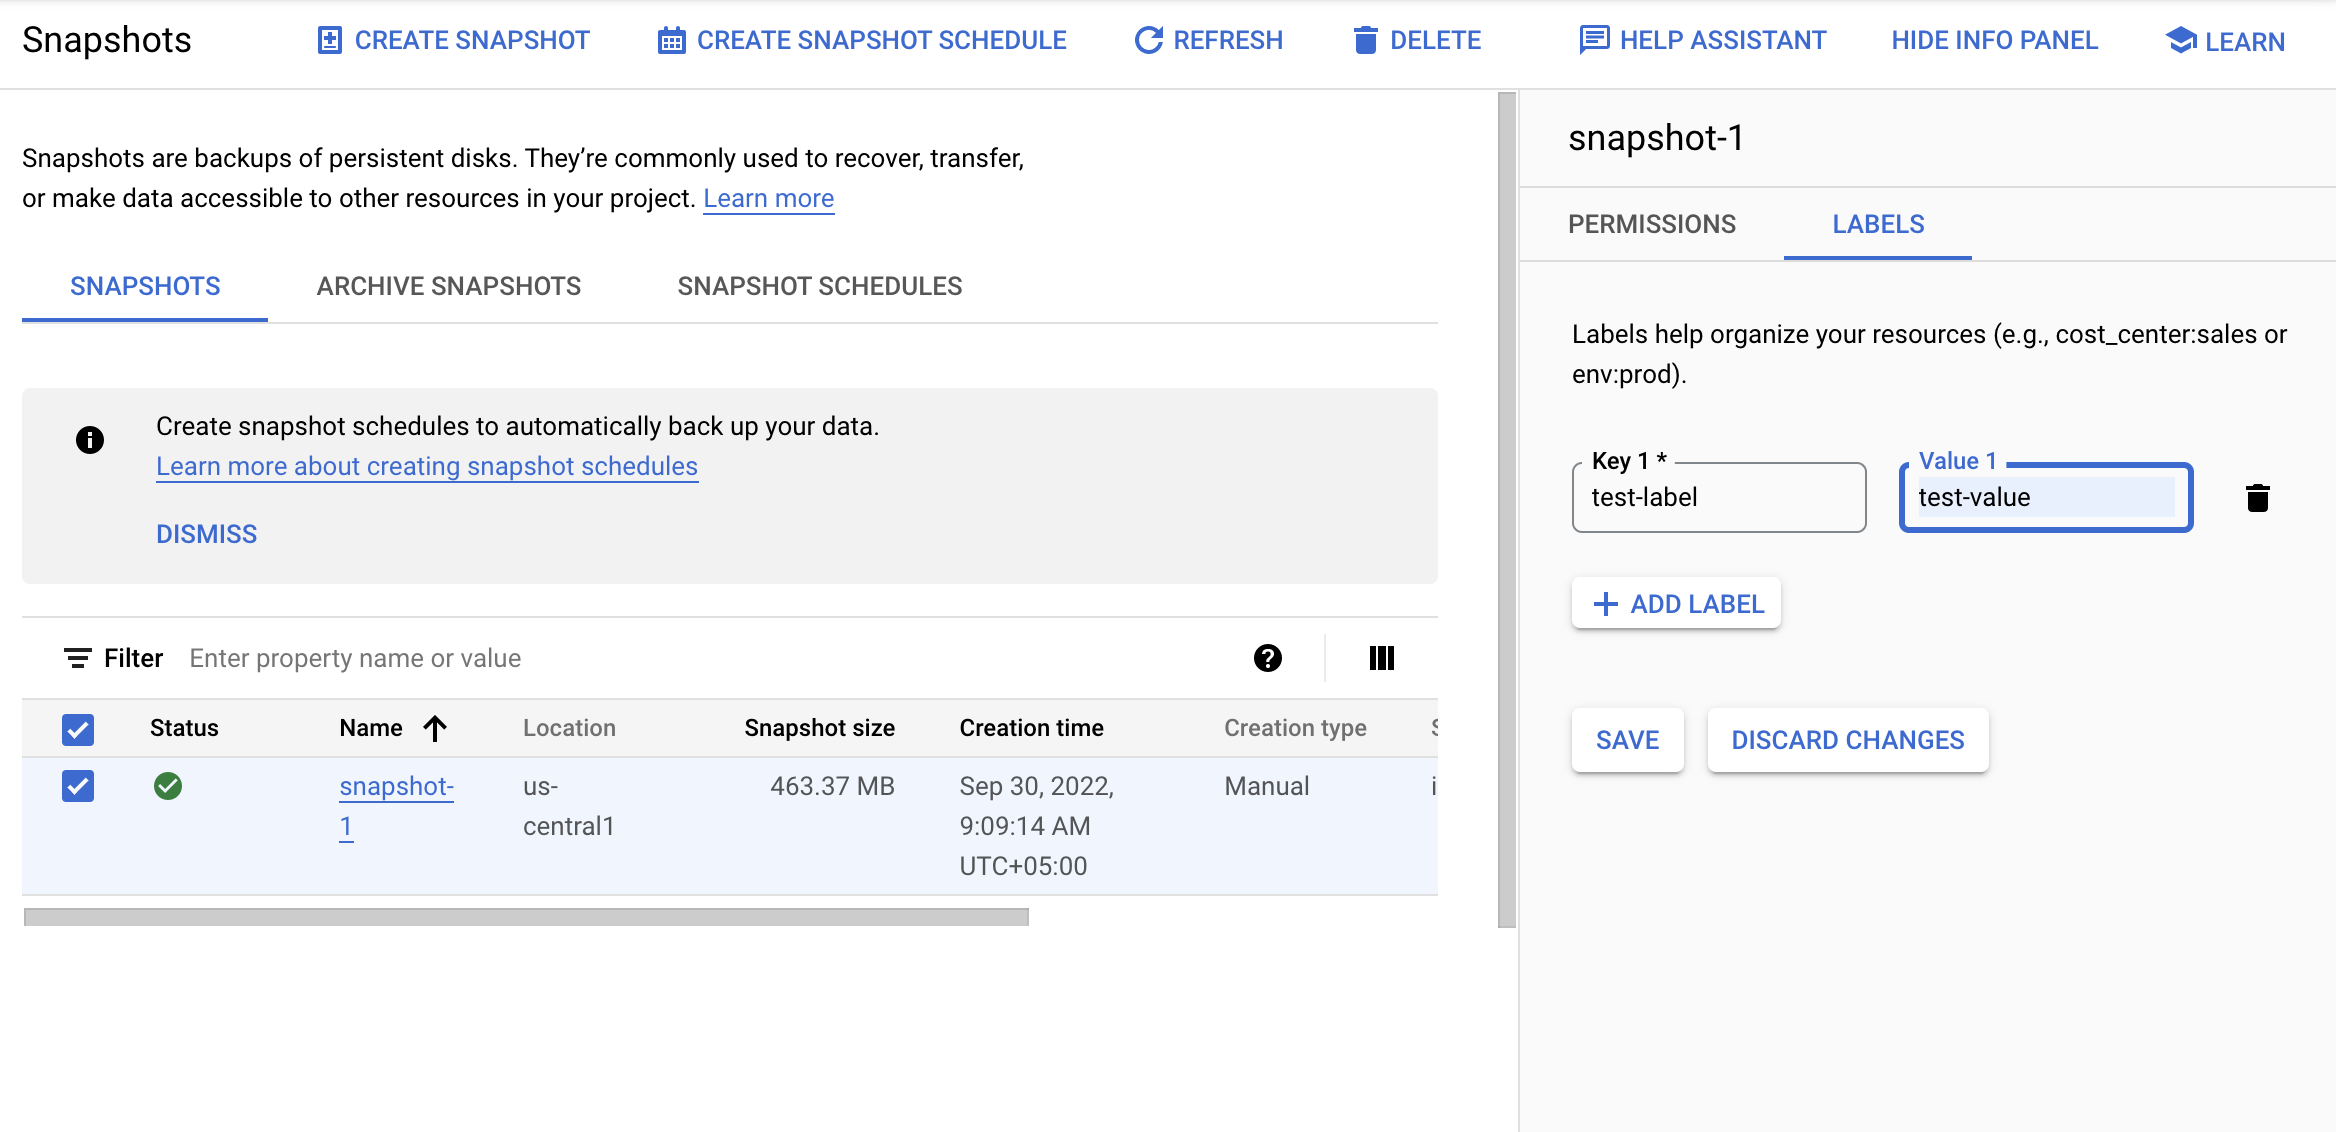 Snapshots
CREATE SNAPSHOT
CREATE SNAPSHOT SCHEDULE
REFRESH
DELETE
HELP ASSISTANT
HIDE INFO PANEL
LEARN
Snapshots are backups of persistent disks. They’re commonly used to recover, transfer,
or make data accessible to other resources in your project. Learn more
SNAPSHOTS
ARCHIVE SNAPSHOTS
SNAPSHOT SCHEDULES
Create snapshot schedules to automatically back up your data.
Learn more about creating snapshot schedules
DISMISS
Filter
Enter property name or value
Status
Name
Location
Snapshot size
Creation time
Creation type
snapshot-
1
us-
central1
463.37 MB
Sep 30, 2022,
9:09:14 AM
UTC+05:00
Manual
snapshot-1
PERMISSIONS
LABELS
Labels help organize your resources (e.g., cost_center:sales or
env:prod).
Key 1 *
test-label
Value 1
test-value
ADD LABEL
SAVE
DISCARD CHANGES